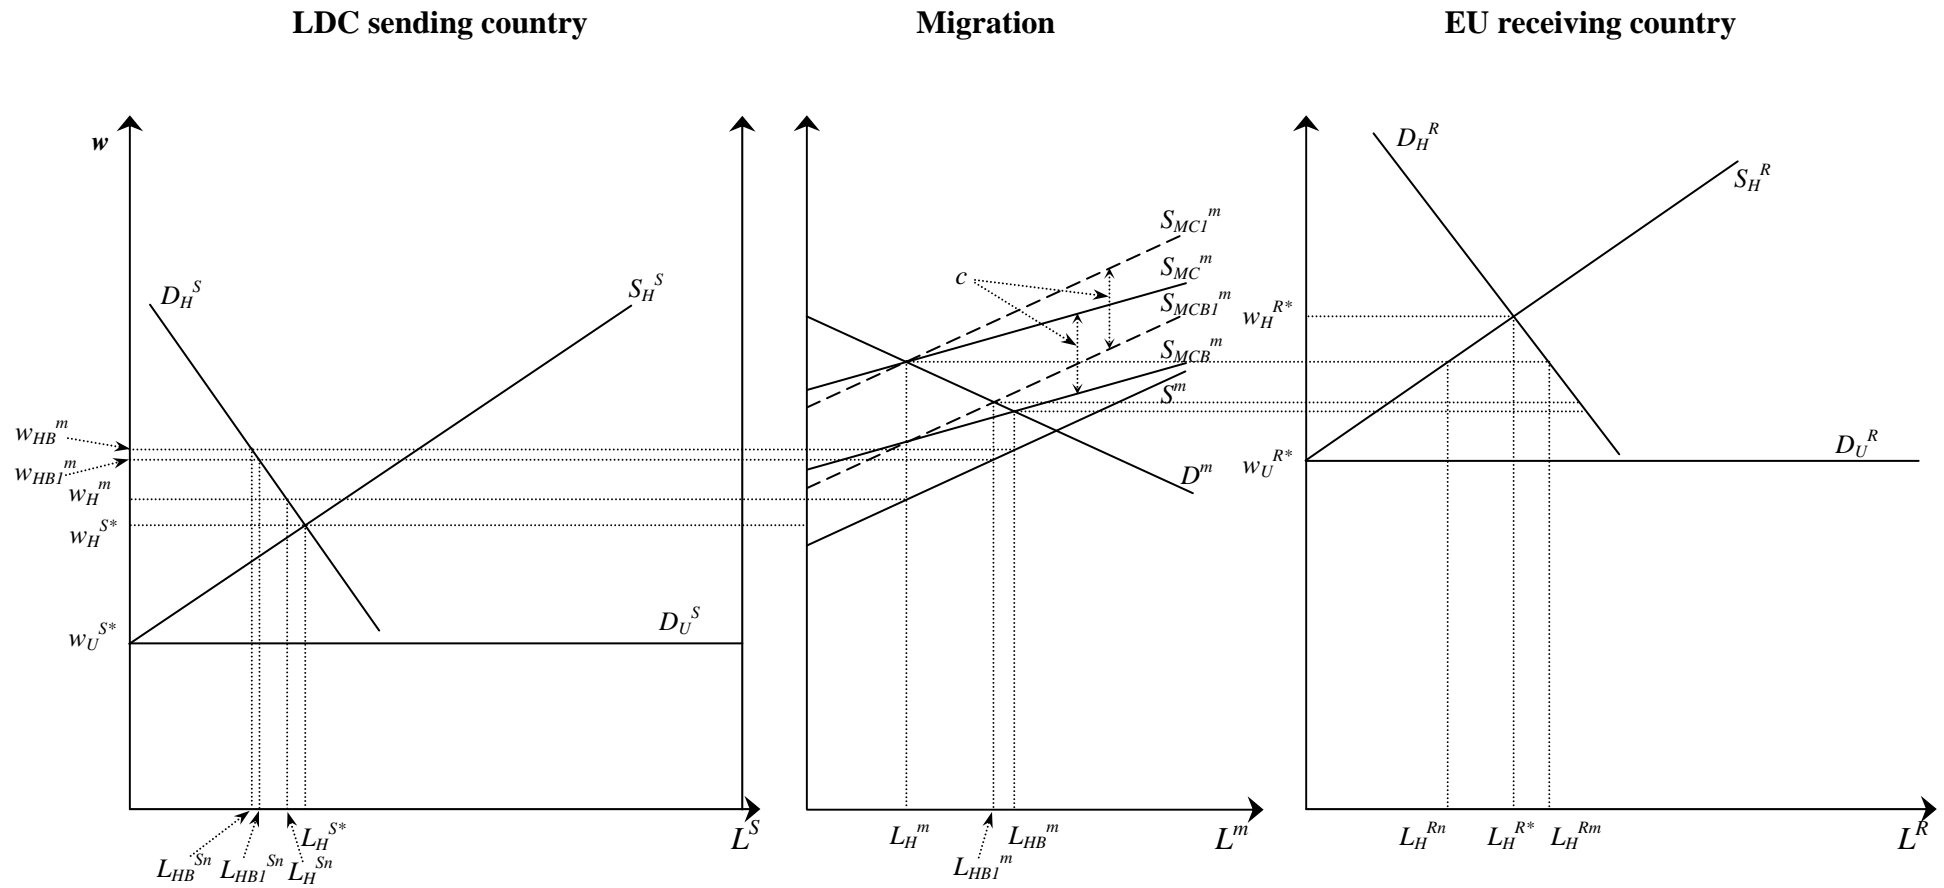 LDC sending country
Migration
EU receiving country
w
D_H^S
S_H^S
w_HB^m
w_HB1^m
w_H^m
w_H^S*
w_U^S*
D_U^S
L^S
L_H^S*
L_HB^Sn
L_HB1^Sn
L_H^Sn
S_MC1^m
S_MC^m
c
S_MCB1^m
S_MCB^m
S^m
D^m
L_H^m
L_HB^m
L_HB1^m
L^m
D_H^R
S_H^R
w_H^R*
w_U^R*
D_U^R
L_H^Rn
L_H^R*
L_H^Rm
L^R